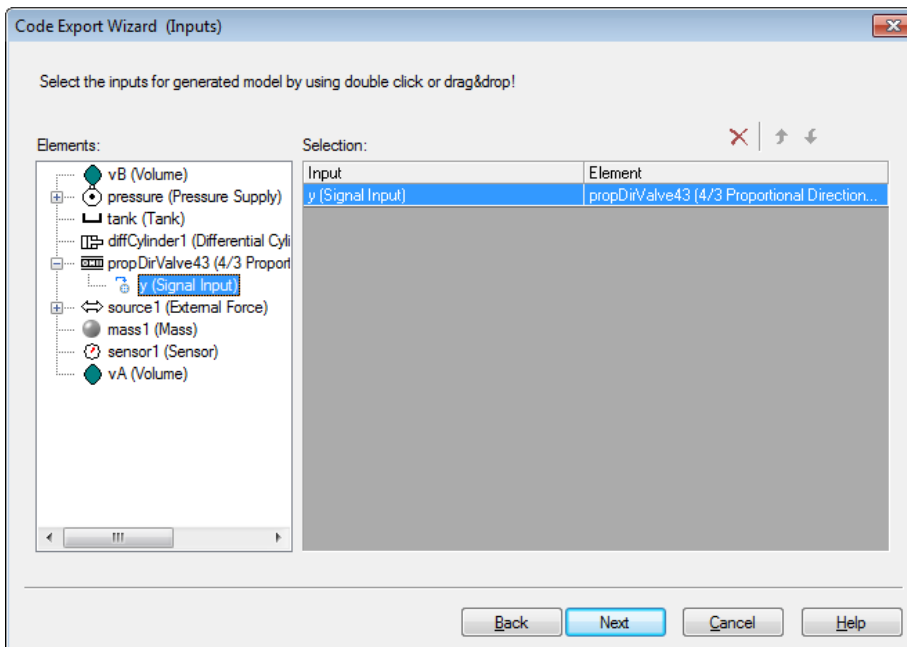 Code Export Wizard (Inputs)
Select the inputs for generated model by using double click or drag&drop!
Elements:
Selection:
vB (Volume)
pressure (Pressure Supply)
tank (Tank)
diffCylinder1 (Differential Cyli
propDirValve43 (4/3 Proport
y (Signal Input)
source1 (External Force)
mass1 (Mass)
sensor1 (Sensor)
vA (Volume)
Input Element
y (Signal Input) propDirValve43 (4/3 Proportional Direction...
Back Next Cancel Help